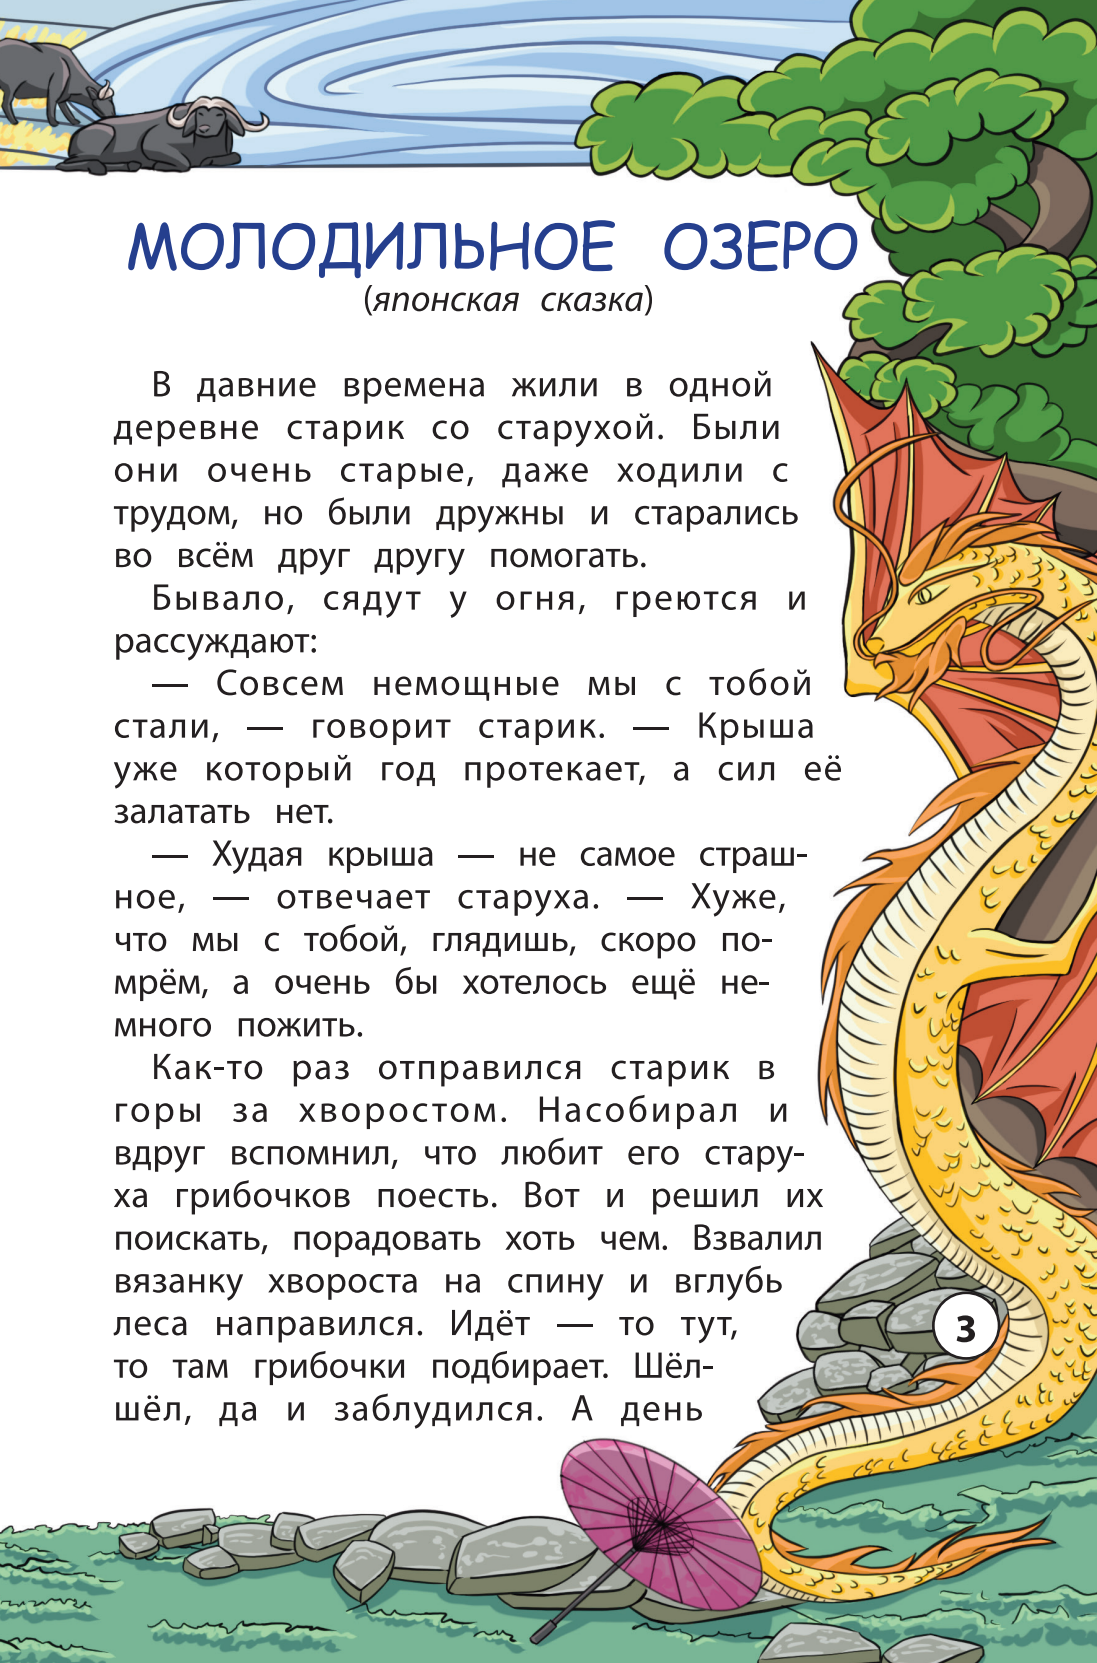 МОЛОДИЛЬНОЕ ОЗЕРО
(японская сказка)
В давние времена жили в одной
деревне старик со старухой. Были
они очень старые, даже ходили с
трудом, но были дружны и старались
во всём друг другу помогать.
Бывало, сядут у огня, греются и
рассуждают:
— Совсем немощные мы с тобой
стали, — говорит старик. — Крыша
уже который год протекает, а сил её
залатать нет.
— Худая крыша — не самое страш-
ное, — отвечает старуха. — Хуже,
что мы с тобой, глядишь, скоро по-
мрём, а очень бы хотелось ещё не-
много пожить.
Как-то раз отправился старик в
горы за хворостом. Насобирал и
вдруг вспомнил, что любит его стару-
ха грибочков поесть. Вот и решил их
поискать, порадовать хоть чем. Взвалил
вязанку хвороста на спину и вглубь
леса направился. Идёт — то тут,
то там грибочки подбирает. Шёл-
шёл, да и заблудился. А день
3